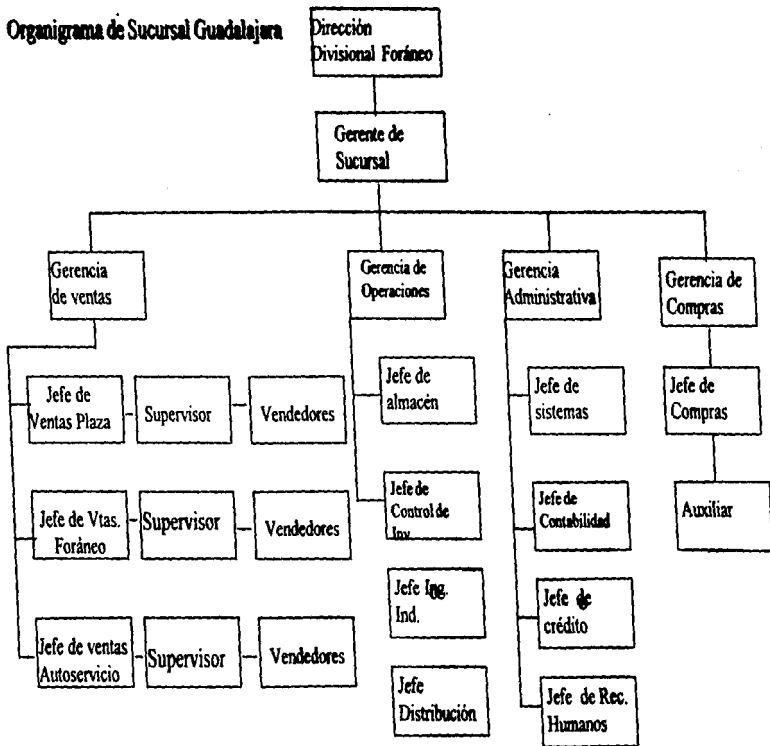 Organigrama de Sucursal Guadalajara
Dirección
Divisional Foráneo
Gerente de
Sucursal
Gerencia
de ventas
Gerencia de
Operaciones
Gerencia
Administrativa
Gerencia de
Compras
Jefe de
Ventas Plaza
Supervisor
Vendedores
Jefe de
almacén
Jefe de
sistemas
Jefe de
Compras
Jefe de Vtas.
Foráneo
Supervisor
Vendedores
Jefe de
Control de
Inv.
Jefe de
Contabilidad
Auxiliar
Jefe Ing.
Ind.
Jefe de
crédito
Jefe de ventas
Autoservicio
Supervisor
Vendedores
Jefe
Distribución
Jefe de Rec.
Humanos